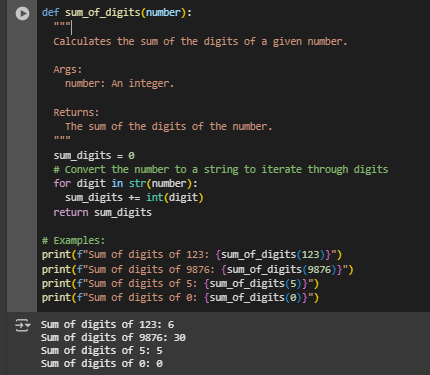 def sum_of_digits(number):
  """
  Calculates the sum of the digits of a given number.

  Args:
    number: An integer.

  Returns:
    The sum of the digits of the number.
  """
  sum_digits = 0
  # Convert the number to a string to iterate through digits
  for digit in str(number):
    sum_digits += int(digit)
  return sum_digits

# Examples:
print(f"Sum of digits of 123: {sum_of_digits(123)}")
print(f"Sum of digits of 9876: {sum_of_digits(9876)}")
print(f"Sum of digits of 5: {sum_of_digits(5)}")
print(f"Sum of digits of 0: {sum_of_digits(0)}")
Sum of digits of 123: 6
Sum of digits of 9876: 30
Sum of digits of 5: 5
Sum of digits of 0: 0